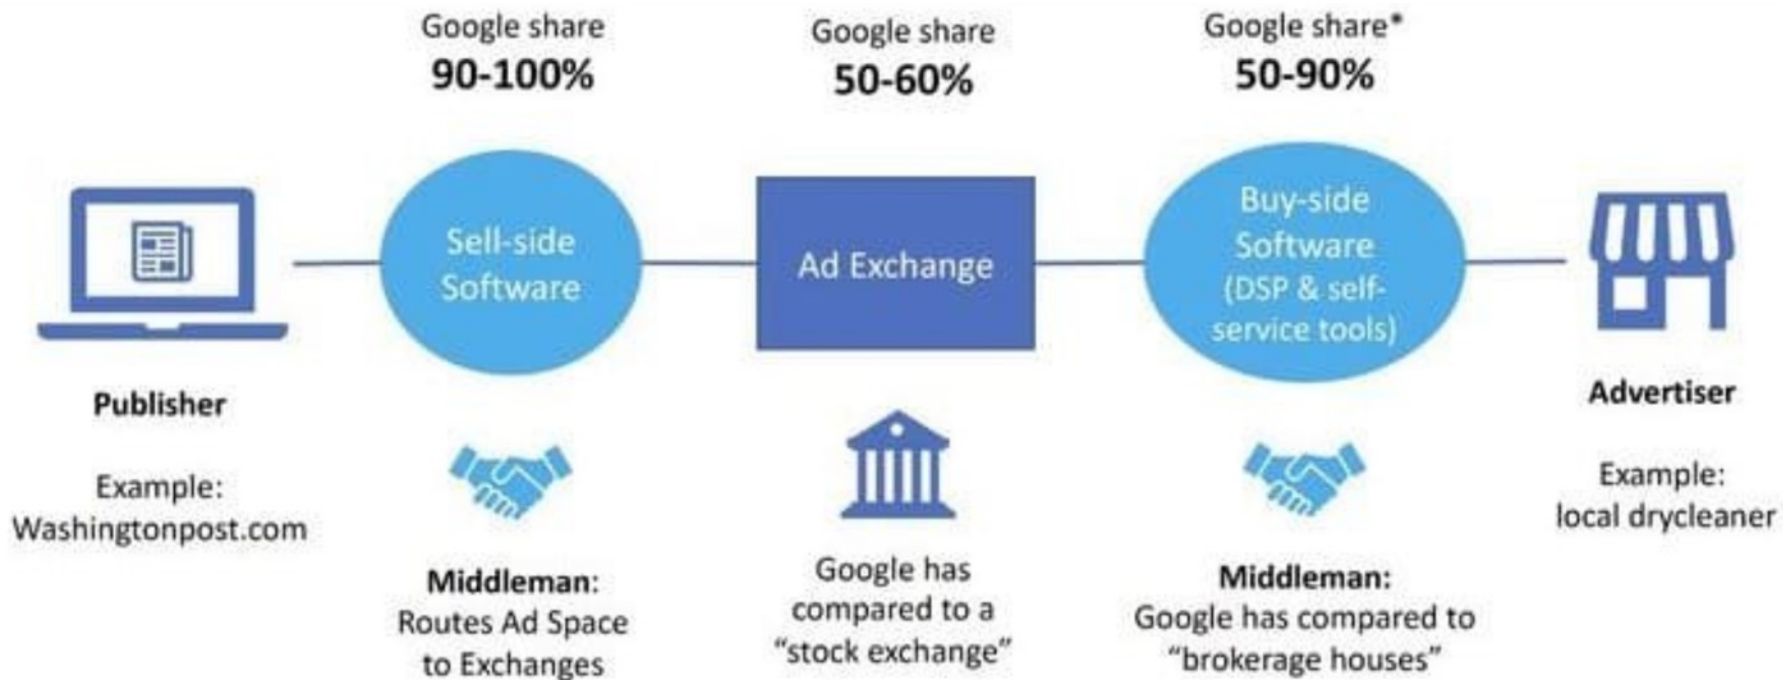 Google share
90-100%
Google share
50-60%
Google share*
50-90%
Sell-side
Software
Ad Exchange
Buy-side
Software
(DSP & self-
service tools)
Publisher
Example:
Washingtonpost.com
Middleman:
Routes Ad Space
to Exchanges
Google has
compared to a
“stock exchange”
Middleman:
Google has compared to
“brokerage houses”
Advertiser
Example:
local drycleaner